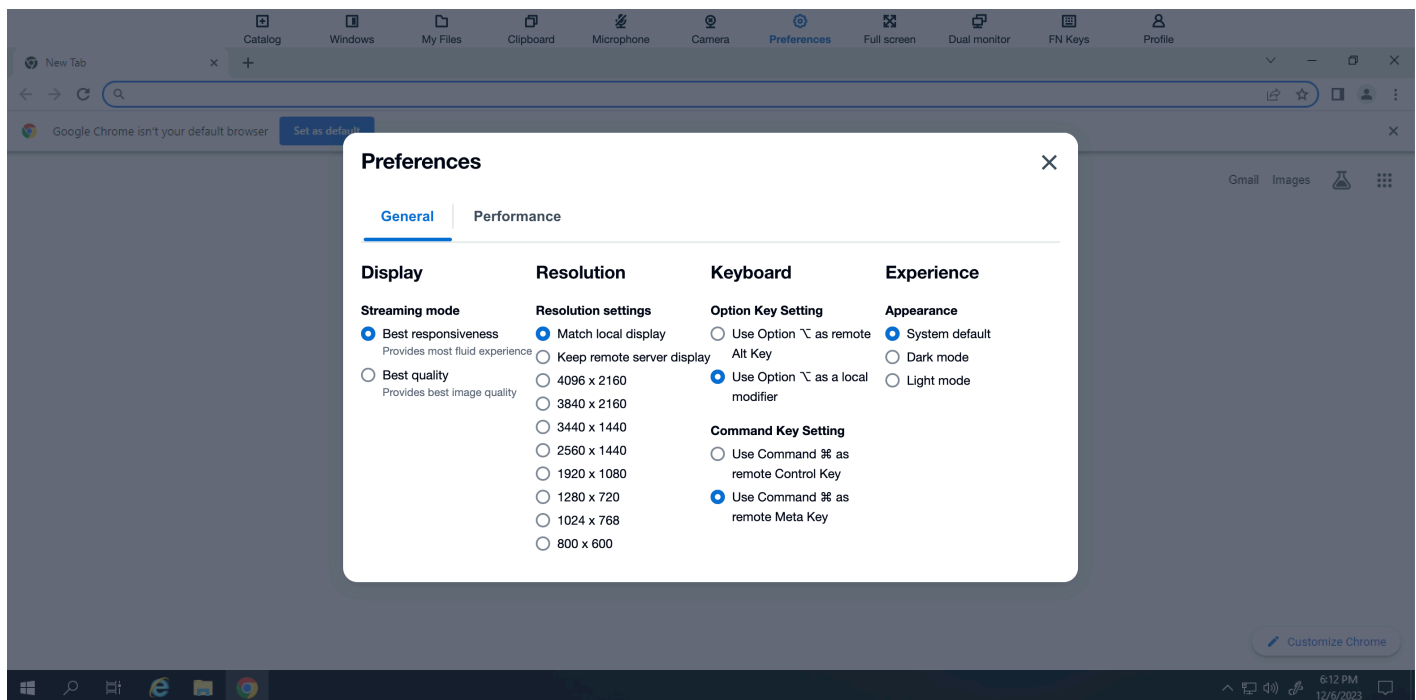 Catalog Windows My Files Clipboard Microphone Camera Preferences Full screen Dual monitor FN Keys Profile
New Tab
Google Chrome isn't your default browser Set as default
Gmail Images
Preferences
General Performance
Display
Streaming mode
Best responsiveness
Provides most fluid experience
Best quality
Provides best image quality
Resolution
Resolution settings
Match local display
Keep remote server display
4096 x 2160
3840 x 2160
3440 x 1440
2560 x 1440
1920 x 1080
1280 x 720
1024 x 768
800 x 600
Keyboard
Option Key Setting
Use Option ⌥ as remote
Alt Key
Use Option ⌥ as a local
modifier
Command Key Setting
Use Command ⌘ as
remote Control Key
Use Command ⌘ as
remote Meta Key
Experience
Appearance
System default
Dark mode
Light mode
Customize Chrome
6:12 PM
12/6/2023